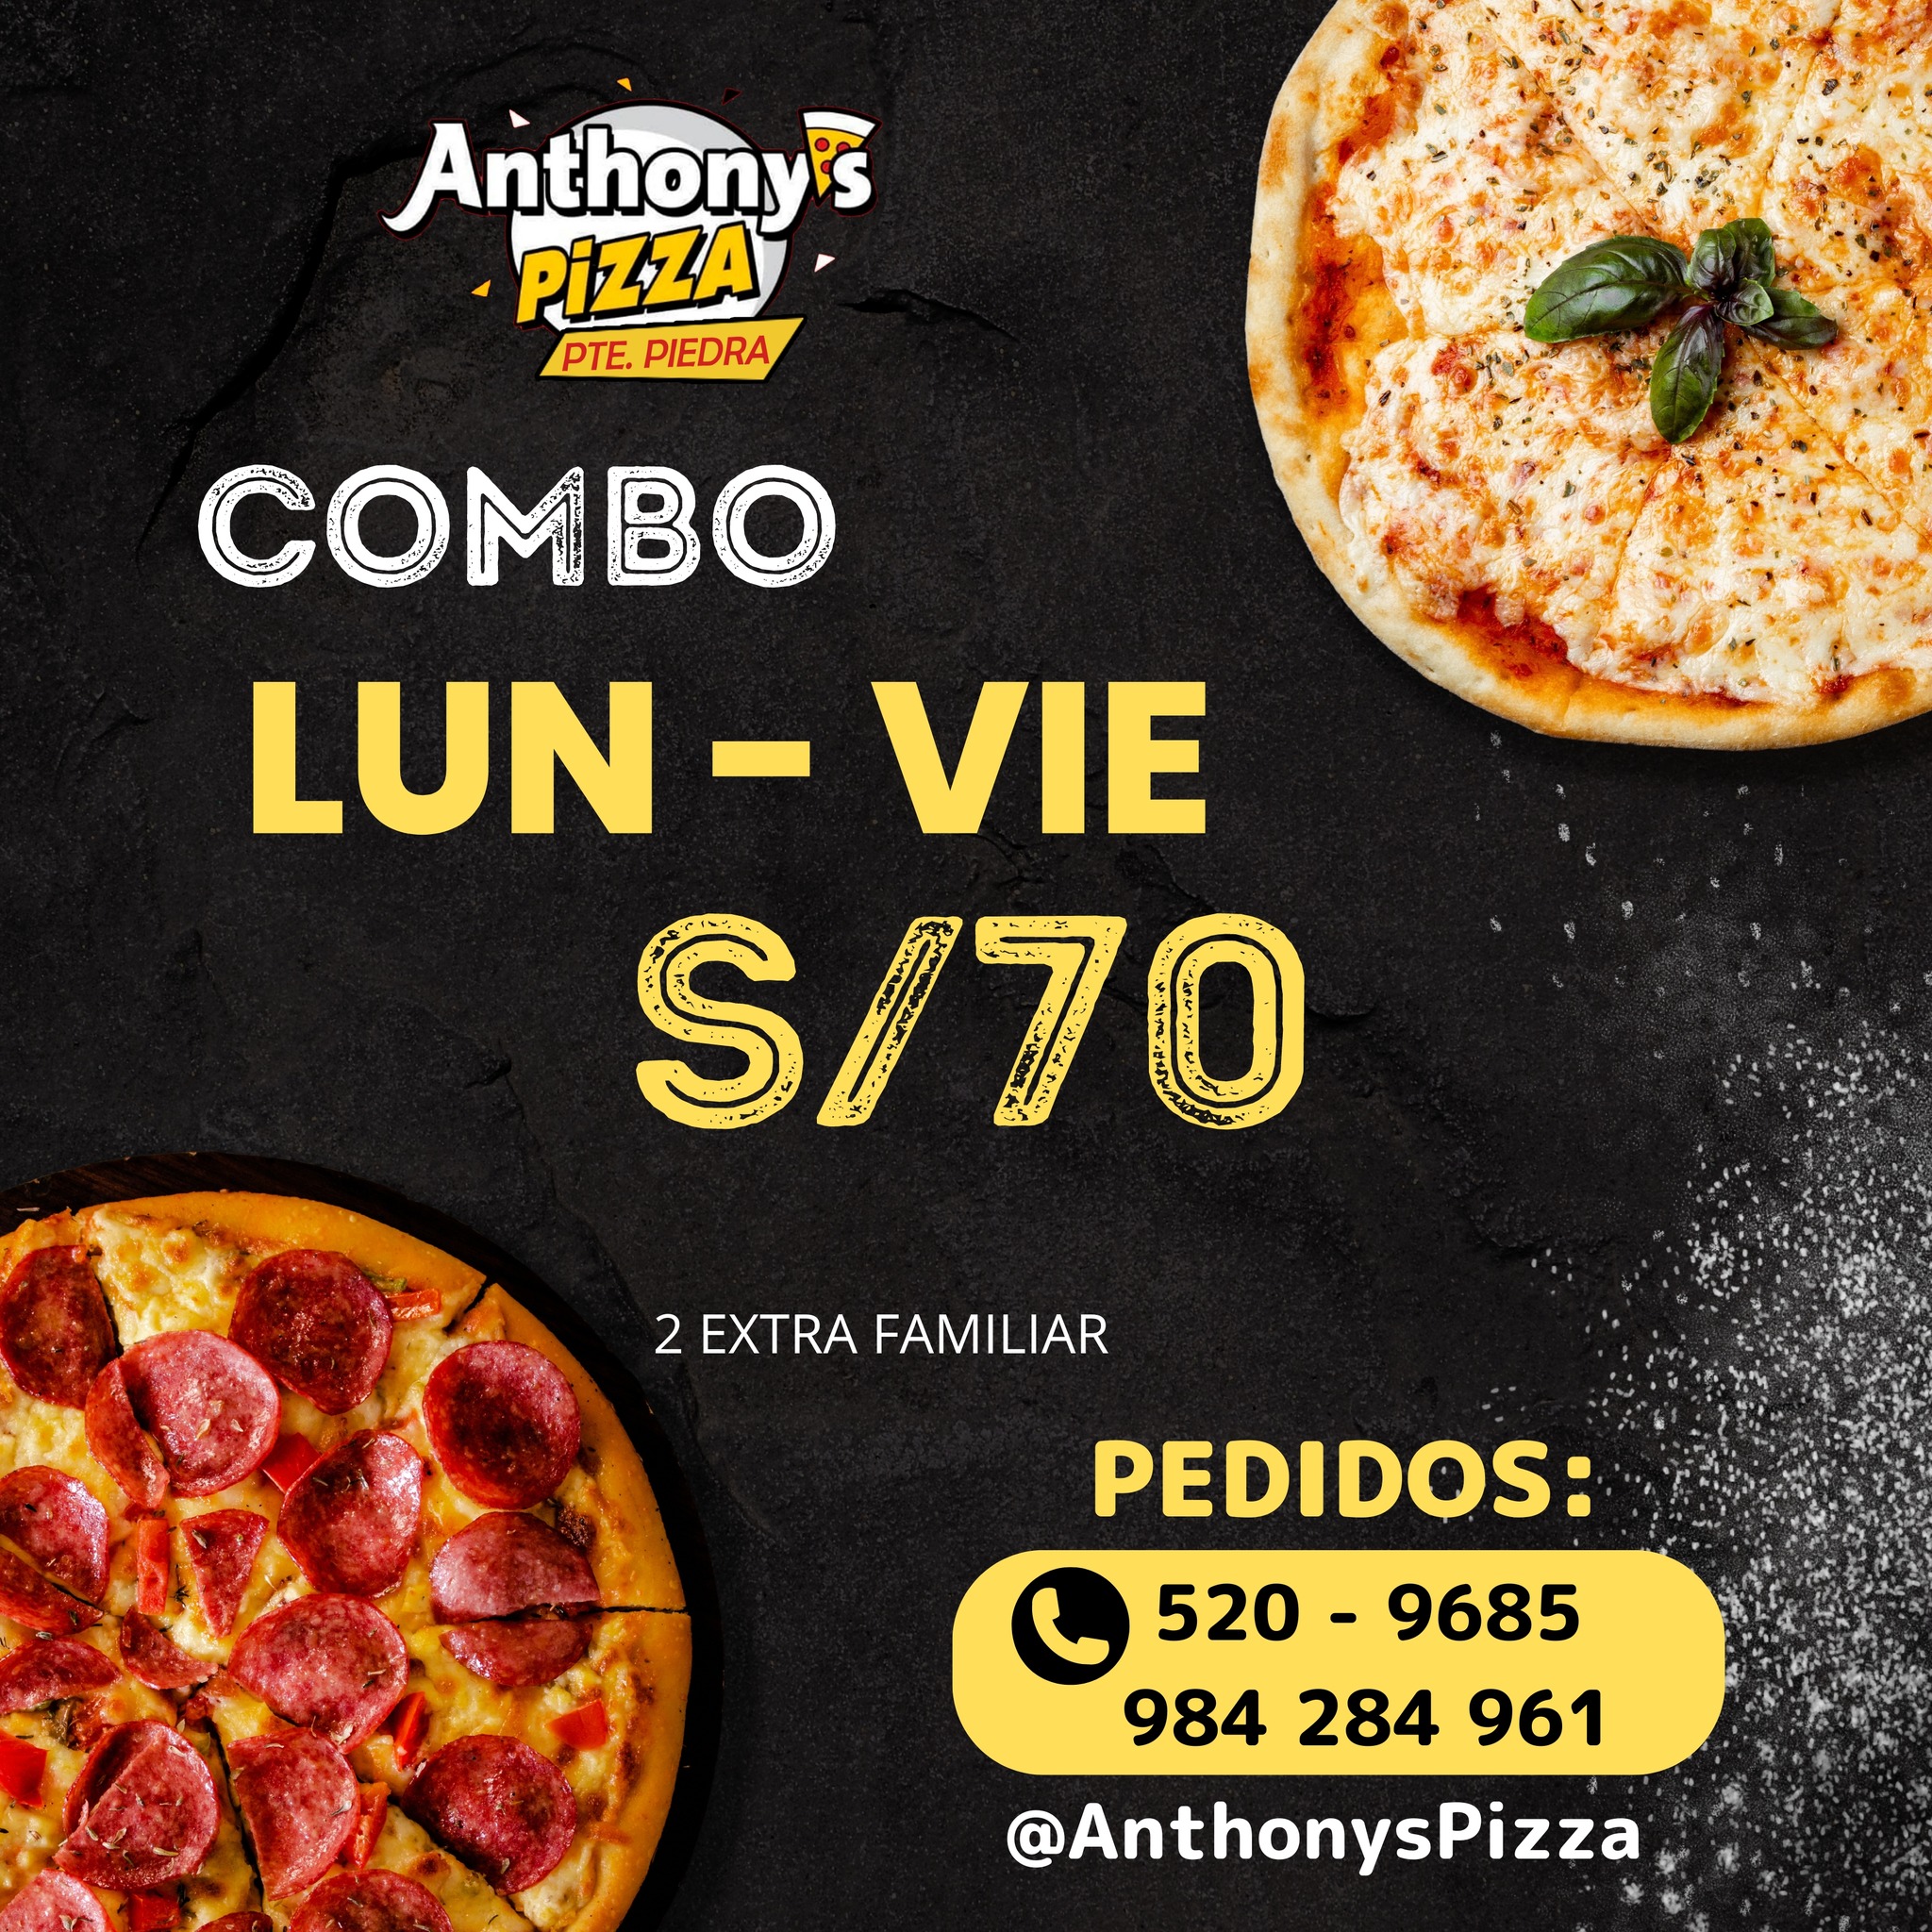 Anthony's
PiZZA
PTE. PIEDRA
COMBO
LUN - VIE
S/70
2 EXTRA FAMILIAR
PEDIDOS:
520 - 9685
984 284 961
@AnthonysPizza